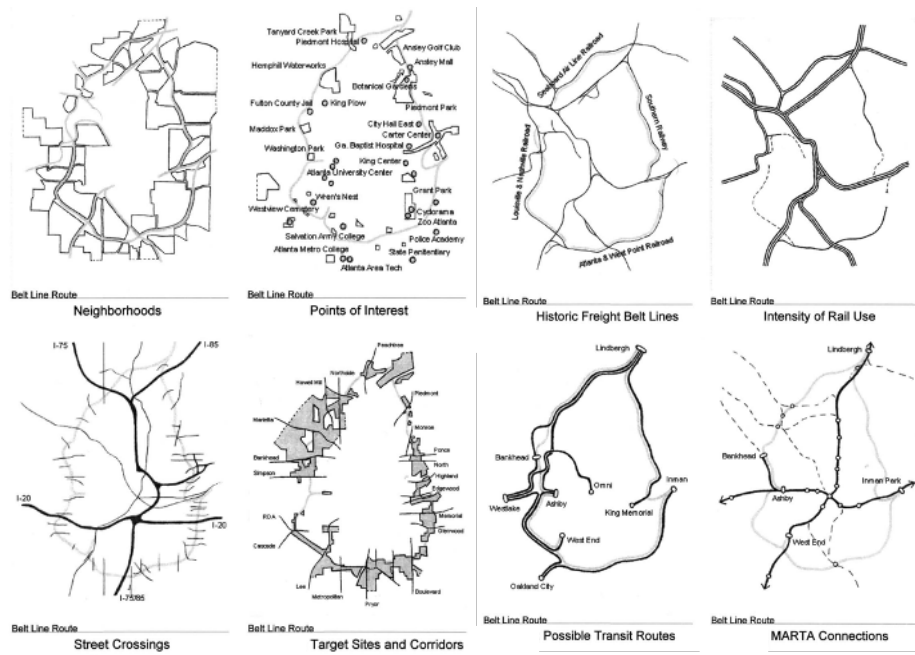 Tanyard Creek Park
Piedmont Hospital
Ansley Golf Club
Ansley Mall
Hemphill Waterworks
Botanical Gardens
Fulton County Jail
King Plow
Piedmont Park
Maddox Park
City Hall East
Carter Center
Ga. Baptist Hospital
Washington Park
King Center
Atlanta University Center
Grant Park
Wren's Nest
Westview Cemetery
Cyclorama
Zoo Atlanta
Salvation Army College
Police Academy
Atlanta Metro College
State Penitentiary
Atlanta Area Tech
Seaboard Air Line Railroad
Southern Railway
Louisville & Nashville Railroad
Atlanta & West Point Railroad
Belt Line Route
Neighborhoods
Belt Line Route
Points of Interest
Belt Line Route
Historic Freight Belt Lines
Belt Line Route
Intensity of Rail Use
I-75
I-85
I-20
I-20
I-75/85
Peachtree
Northside
Howell Mill
Piedmont
Marietta
Monroe
Bankhead
Ponce
Simpson
North
Highland
Edgewood
Memorial
Glenwood
R.D.A.
Cascade
Lee
Metropolitan
Pryor
Boulevard
Lindbergh
Bankhead
Omni
Inman
Westlake
Ashby
King Memorial
West End
Oakland City
Lindbergh
Bankhead
Ashby
Inman Park
West End
Belt Line Route
Street Crossings
Belt Line Route
Target Sites and Corridors
Belt Line Route
Possible Transit Routes
Belt Line Route
MARTA Connections